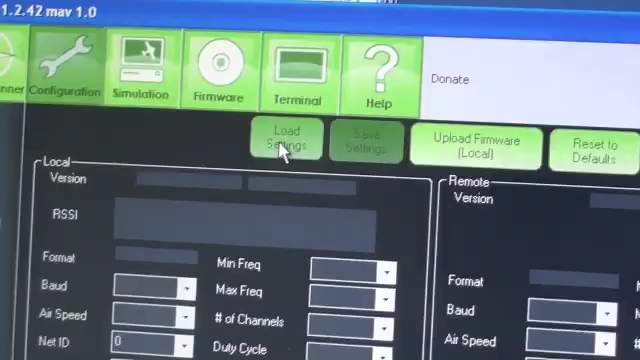 1.2.42 mav 1.0
nner
Configuration
Simulation
Firmware
Terminal
Help
Donate
Load Settings
Save Settings
Upload Firmware (Local)
Reset to Defaults
Local
Version
RSSI
Format
Baud
Air Speed
Net ID
0
Min Freq
Max Freq
# of Channels
Duty Cycle
Remote
Version
Format
Baud
Air Speed